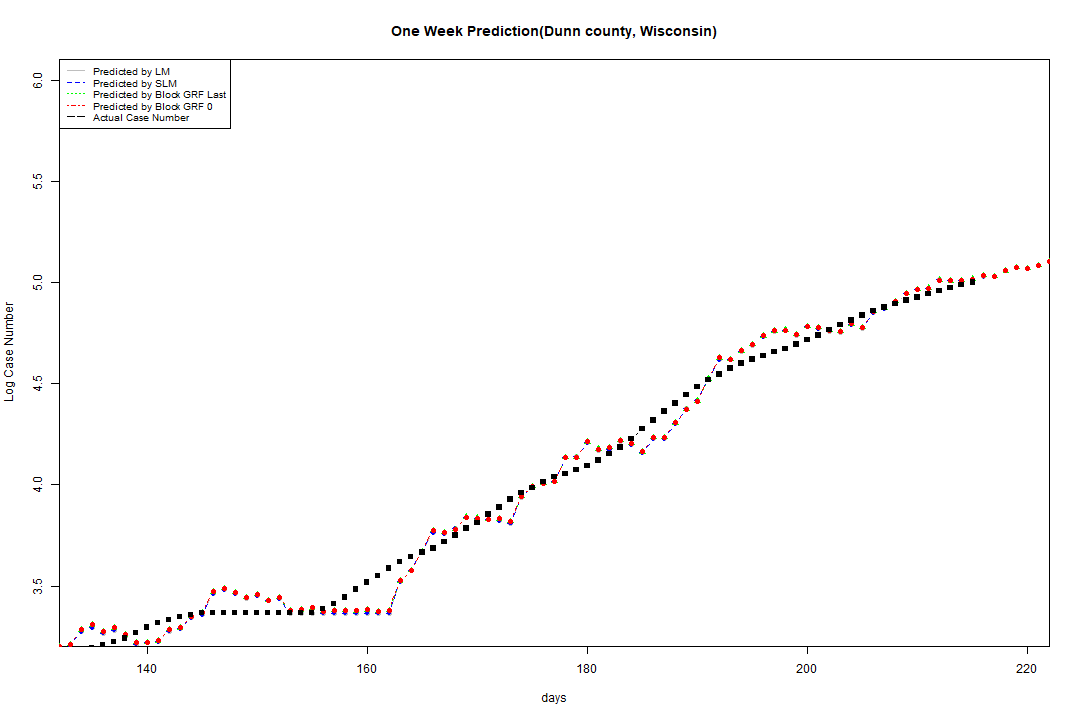 One Week Prediction(Dunn county, Wisconsin)
Predicted by LM
Predicted by SLM
Predicted by Block GRF Last
Predicted by Block GRF 0
Actual Case Number
6.0
5.5
5.0
4.5
4.0
3.5
Log Case Number
140 160 180 200 220
days